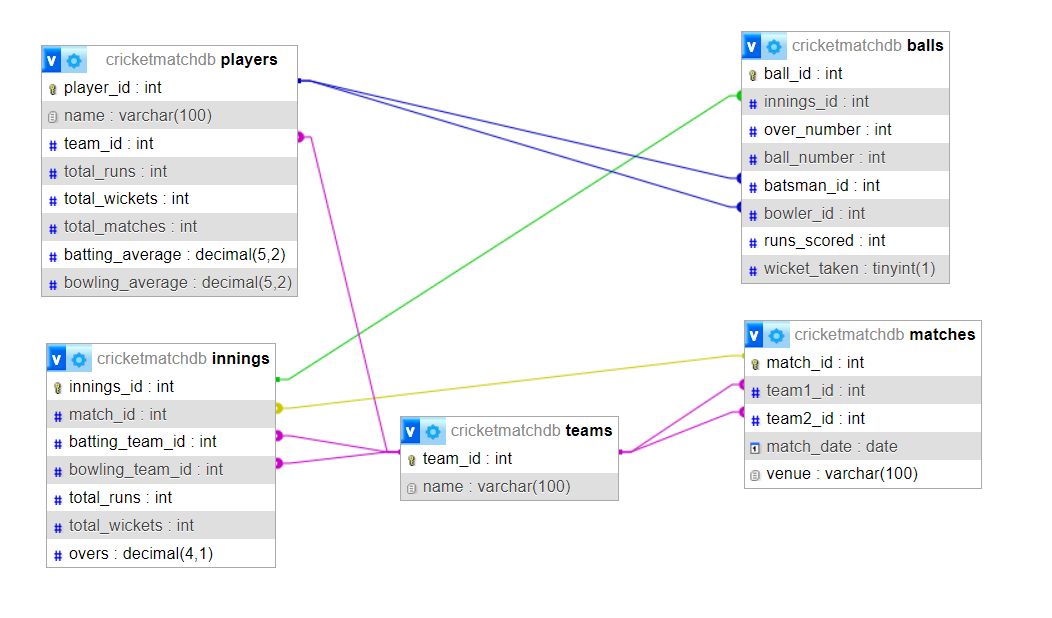 cricketmatchdb players
player_id : int
name : varchar(100)
team_id : int
total_runs : int
total_wickets : int
total_matches : int
batting_average : decimal(5,2)
bowling_average : decimal(5,2)
cricketmatchdb balls
ball_id : int
innings_id : int
over_number : int
ball_number : int
batsman_id : int
bowler_id : int
runs_scored : int
wicket_taken : tinyint(1)
cricketmatchdb innings
innings_id : int
match_id : int
batting_team_id : int
bowling_team_id : int
total_runs : int
total_wickets : int
overs : decimal(4,1)
cricketmatchdb teams
team_id : int
name : varchar(100)
cricketmatchdb matches
match_id : int
team1_id : int
team2_id : int
match_date : date
venue : varchar(100)